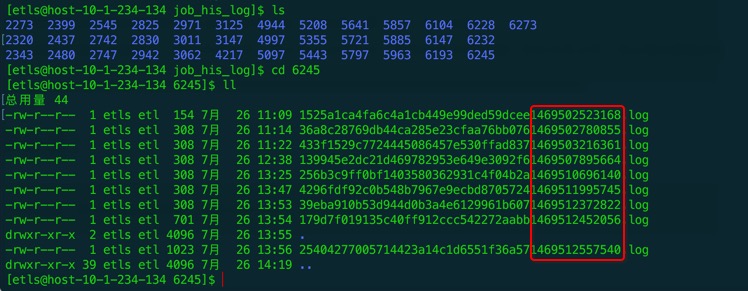 [etls@host-10-1-234-134 job_his_log]$ ls
2273 2399 2545 2825 2971 3125 4944 5208 5641 5857 6104 6228 6273
2320 2437 2742 2830 3011 3147 4997 5355 5721 5885 6147 6232
2343 2480 2747 2942 3062 4217 5097 5443 5797 5963 6193 6245
[etls@host-10-1-234-134 job_his_log]$ cd 6245
[etls@host-10-1-234-134 6245]$ ll
总用量 44
-rw-r--r-- 1 etls etl 154 7月 26 11:09 1525a1ca4fa6c4a1cb449e99ded59dcee1469502523168.log
-rw-r--r-- 1 etls etl 308 7月 26 11:14 36a8c28769db44ca285e23cfaa76bb0761469502780855.log
-rw-r--r-- 1 etls etl 308 7月 26 11:22 433f1529c7724445086457e530ffad8371469503216361.log
-rw-r--r-- 1 etls etl 308 7月 26 12:38 139945e2dc21d469782953e649e3092f61469507895664.log
-rw-r--r-- 1 etls etl 308 7月 26 13:25 256b3c9ff0bf1403580362931c4f04b2a1469510696140.log
-rw-r--r-- 1 etls etl 308 7月 26 13:47 4296fdf92c0b548b7967e9ecbd87057241469511995745.log
-rw-r--r-- 1 etls etl 308 7月 26 13:53 39eba910b53d944d0b3a4e6129961b6071469512372822.log
-rw-r--r-- 1 etls etl 701 7月 26 13:54 179d7f019135c40ff912ccc542272aabb1469512452056.log
drwxr-xr-x 2 etls etl 4096 7月 26 13:55 .
-rw-r--r-- 1 etls etl 1023 7月 26 13:56 25404277005714423a14c1d6551f36a571469512557540.log
drwxr-xr-x 39 etls etl 4096 7月 26 14:19 ..
[etls@host-10-1-234-134 6245]$